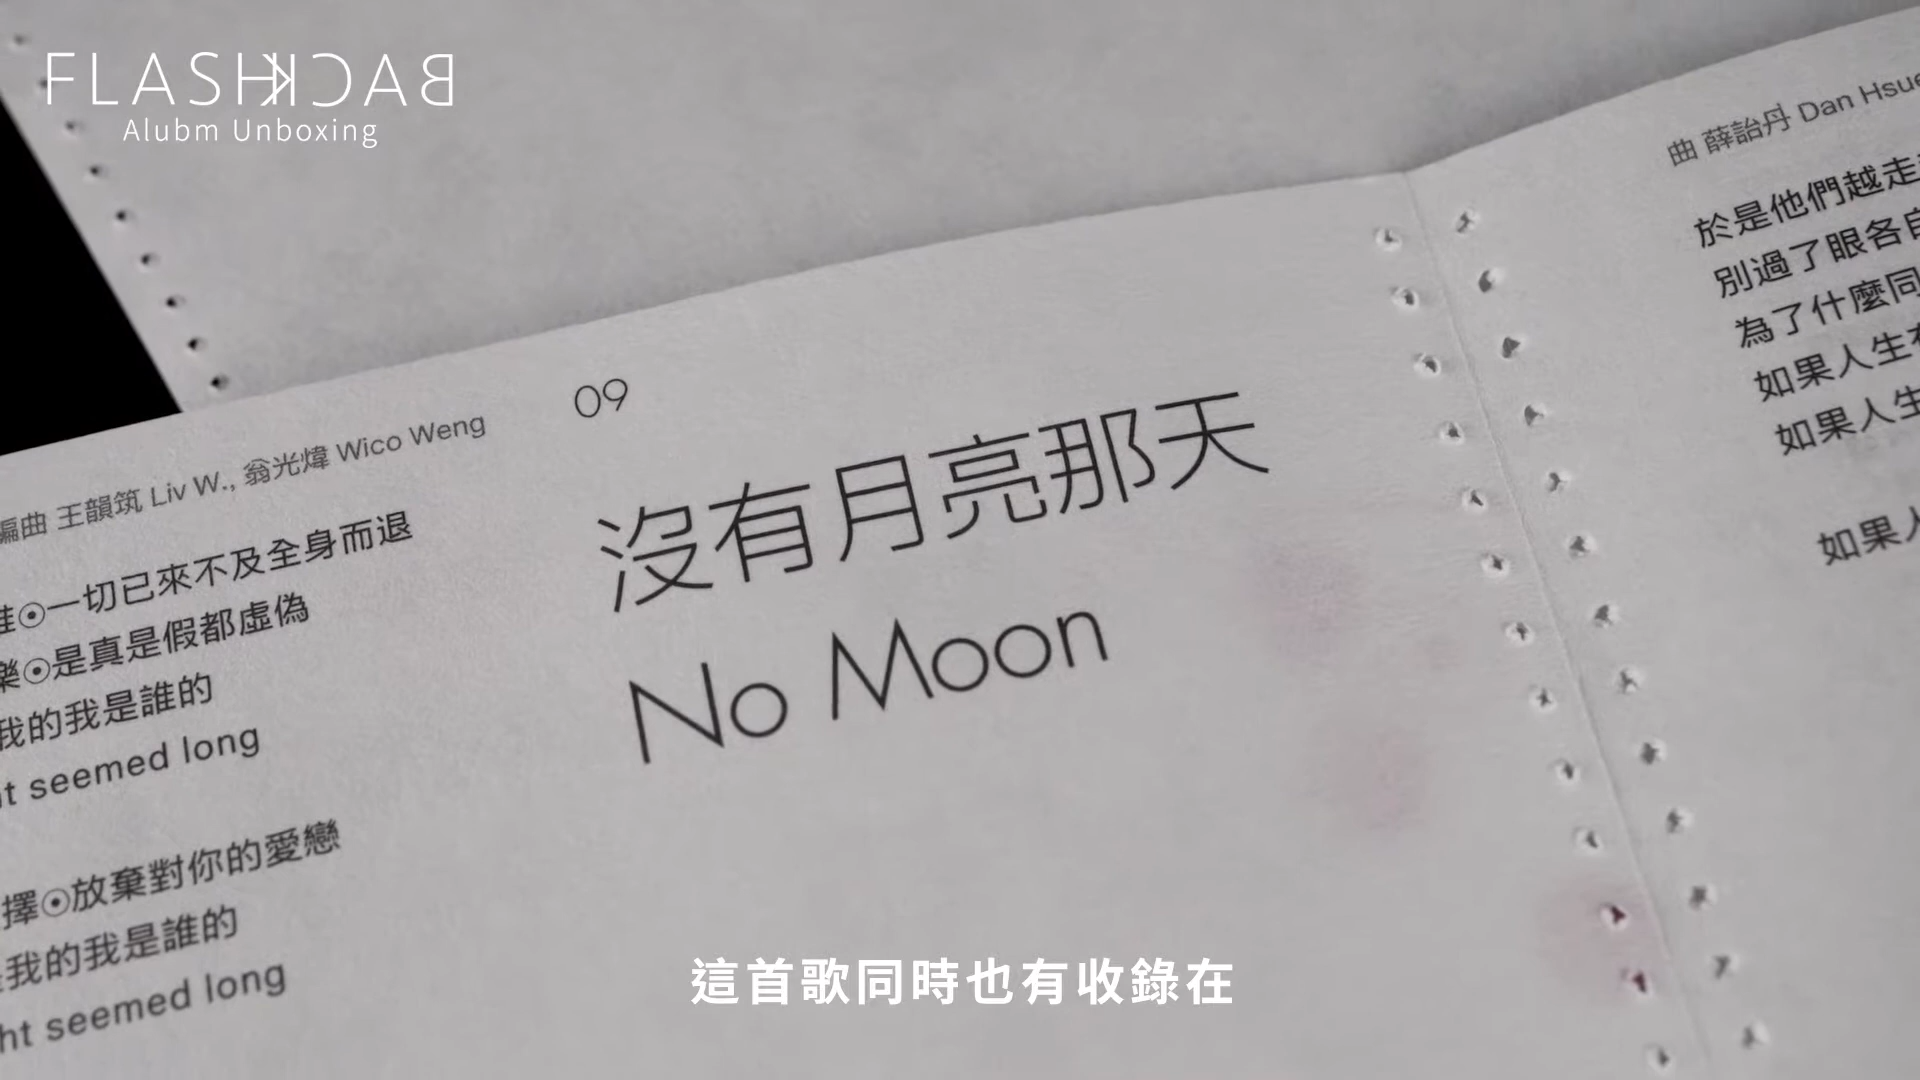 FLASHKCAB
Alubm Unboxing
編曲 王韻筑 Liv W., 翁光煒 Wico Weng
⊙一切已來不及全身而退
樂⊙是真是假都虛偽
我的我是誰的
seemed long
擇⊙放棄對你的愛戀
我的我是誰的
seemed long
09
沒有月亮那天
No Moon
曲 薛詒丹 Dan Hsue
於是他們越走
別過了眼各自
為了什麼同
如果人生
如果人生
如果人
這首歌同時也有收錄在